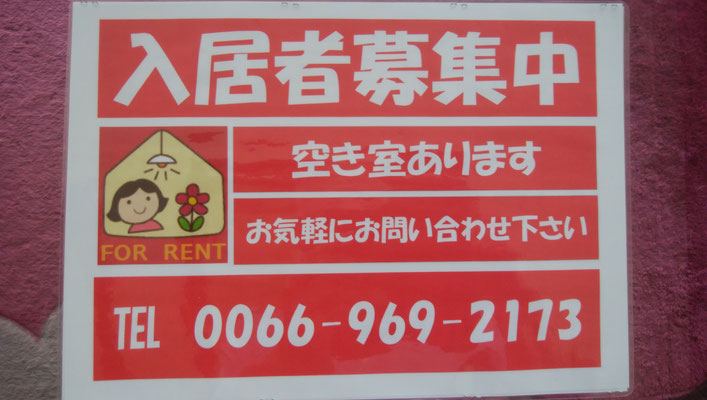 入居者募集中
空き室あります
FOR RENT
お気軽にお問い合わせ下さい
TEL 0066-969-2173